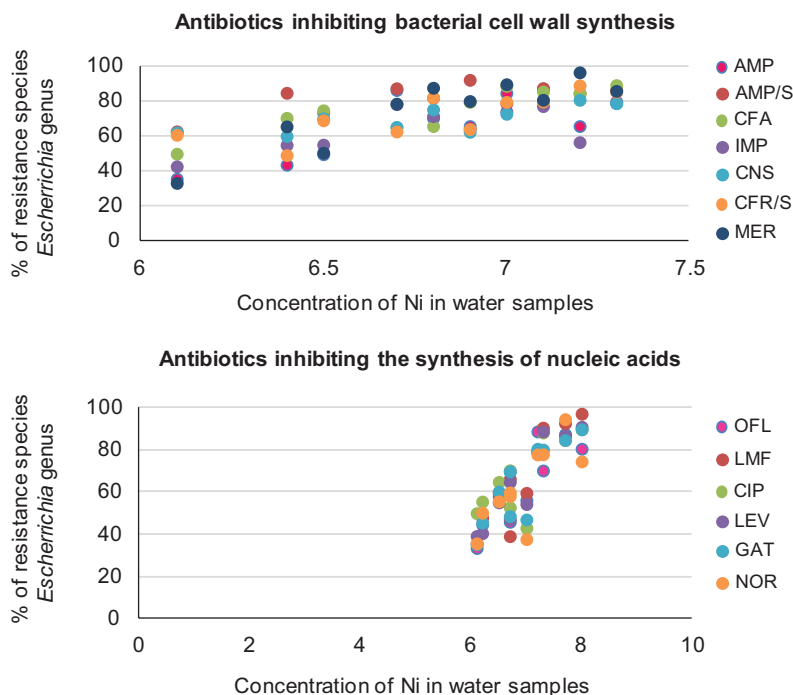 Antibiotics inhibiting bacterial cell wall synthesis
% of resistance species
Escherrichia genus
100
80
60
40
20
0
6
6.5
7
7.5
Concentration of Ni in water samples
AMP
AMP/S
CFA
IMP
CNS
CFR/S
MER
Antibiotics inhibiting the synthesis of nucleic acids
% of resistance species
Escherrichia genus
100
80
60
40
20
0
0
2
4
6
8
10
Concentration of Ni in water samples
OFL
LMF
CIP
LEV
GAT
NOR